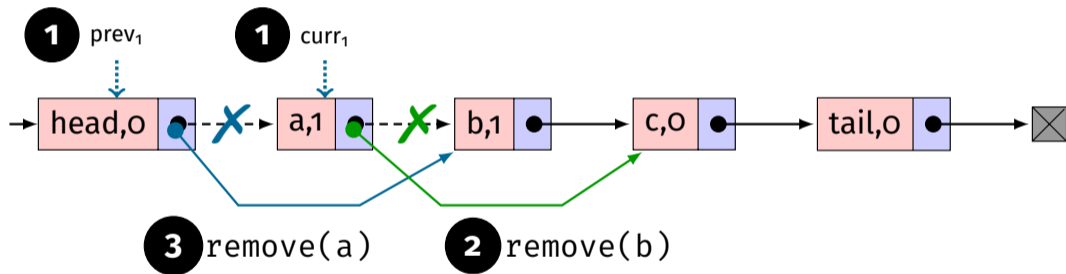 1 prev₁ 1 curr₁
head,0 a,1 b,1 c,0 tail,0
3 remove(a) 2 remove(b)